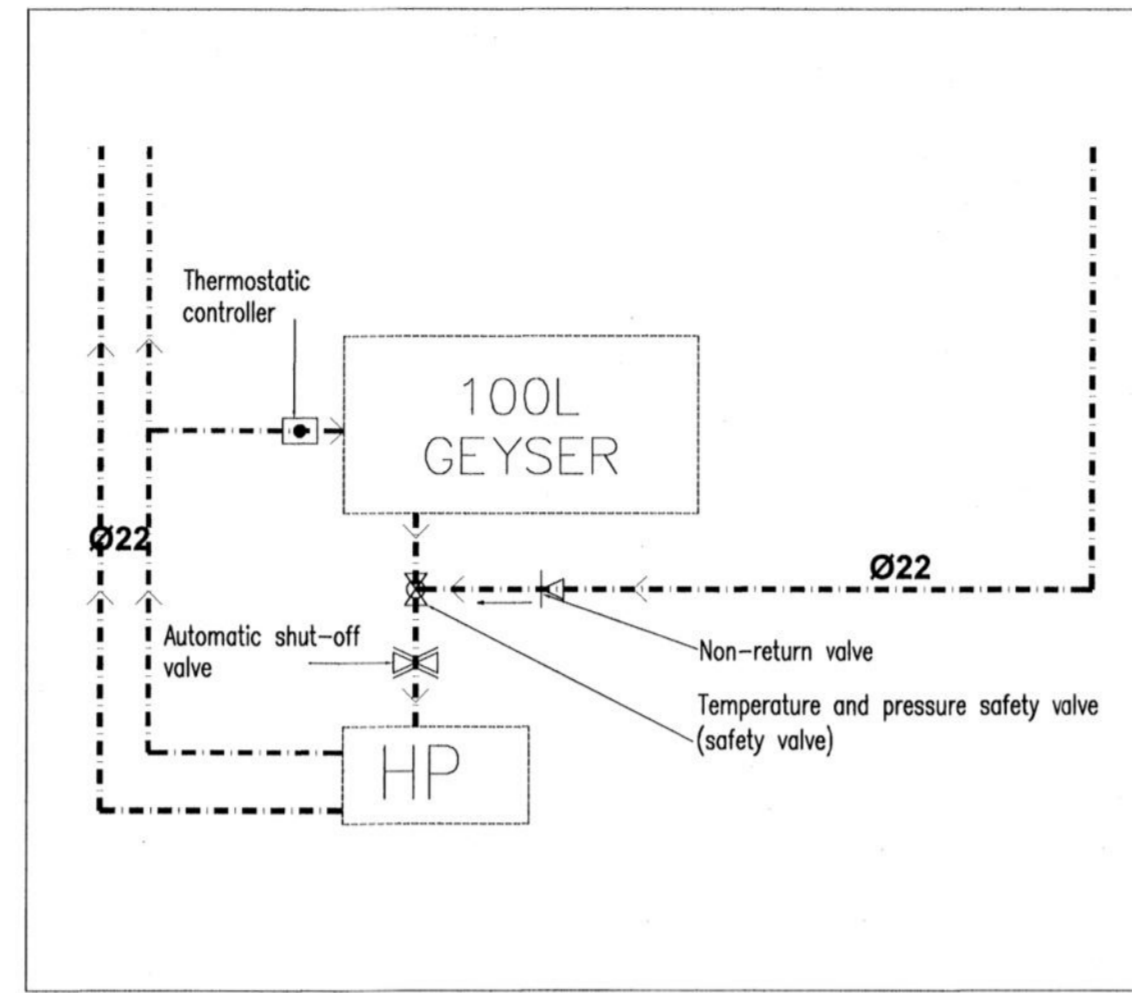 Thermostatic
controller
100L
GEYSER
Ø22
Ø22
Automatic shut-off
valve
Non-return valve
Temperature and pressure safety valve
(safety valve)
HP